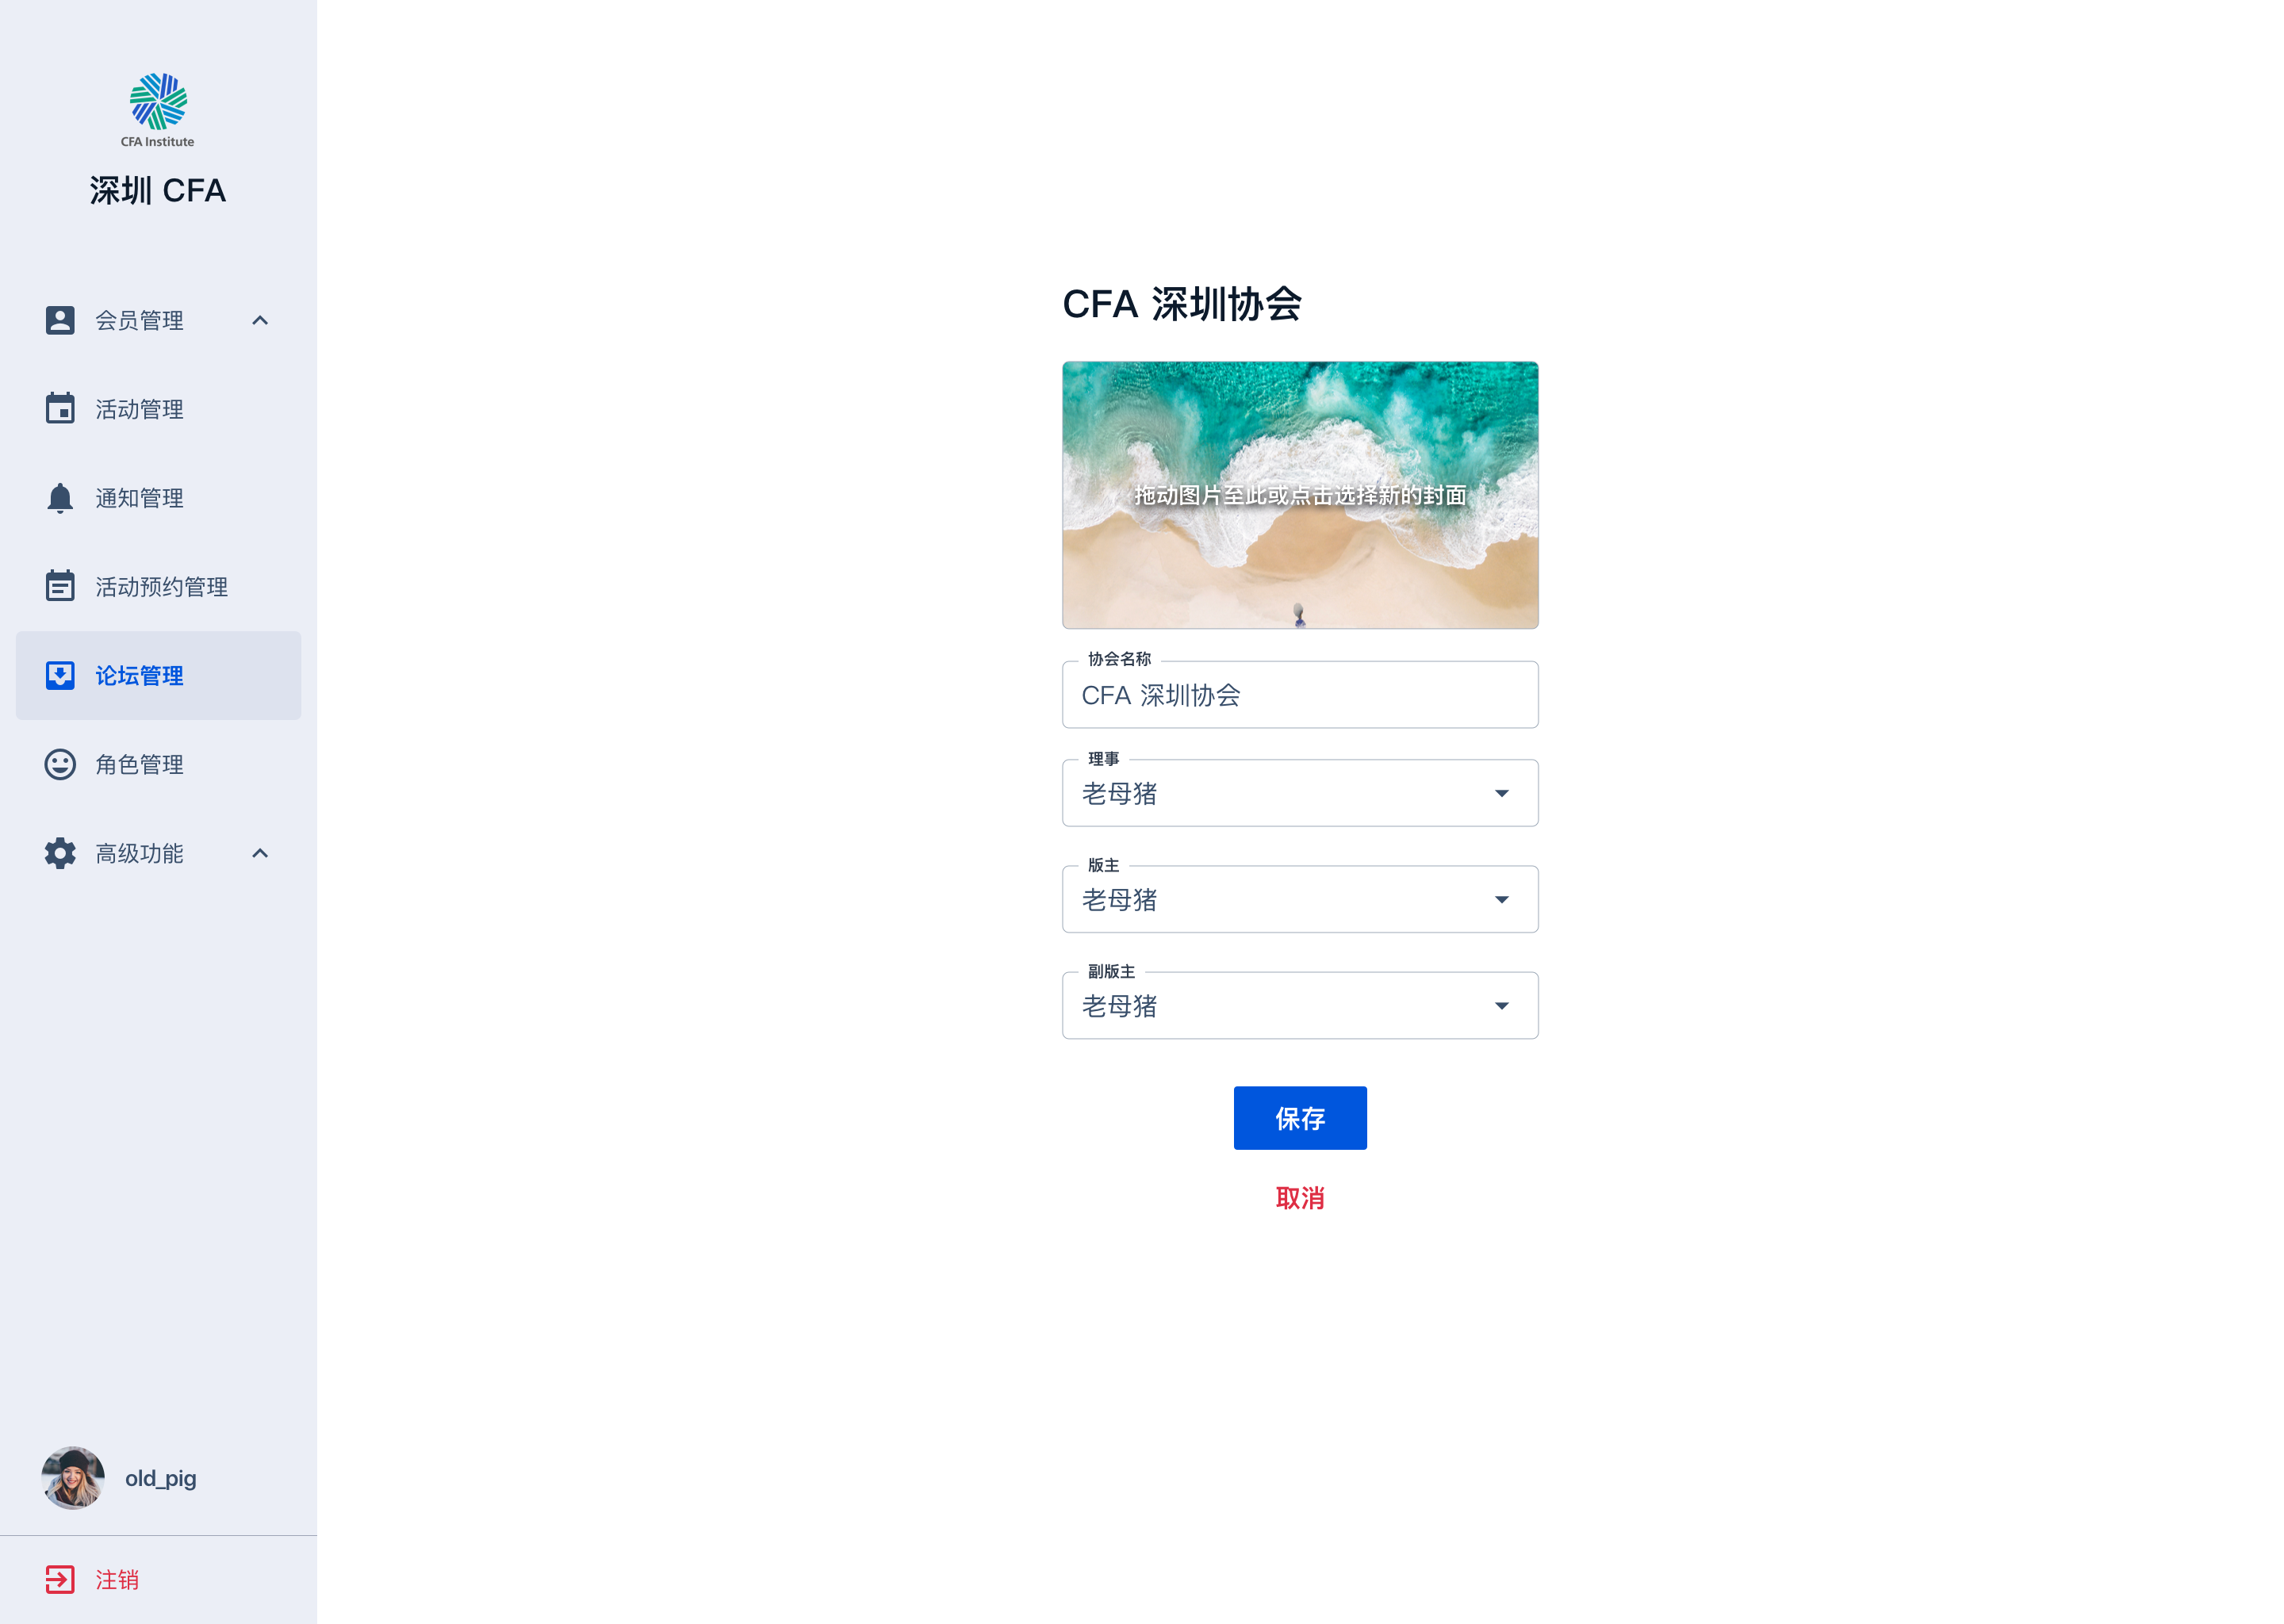 CFA Institute
深圳 CFA
会员管理
活动管理
通知管理
活动预约管理
论坛管理
角色管理
高级功能
old_pig
注销
CFA 深圳协会
拖动图片至此或点击选择新的封面
协会名称
CFA 深圳协会
理事
老母猪
版主
老母猪
副版主
老母猪
保存
取消